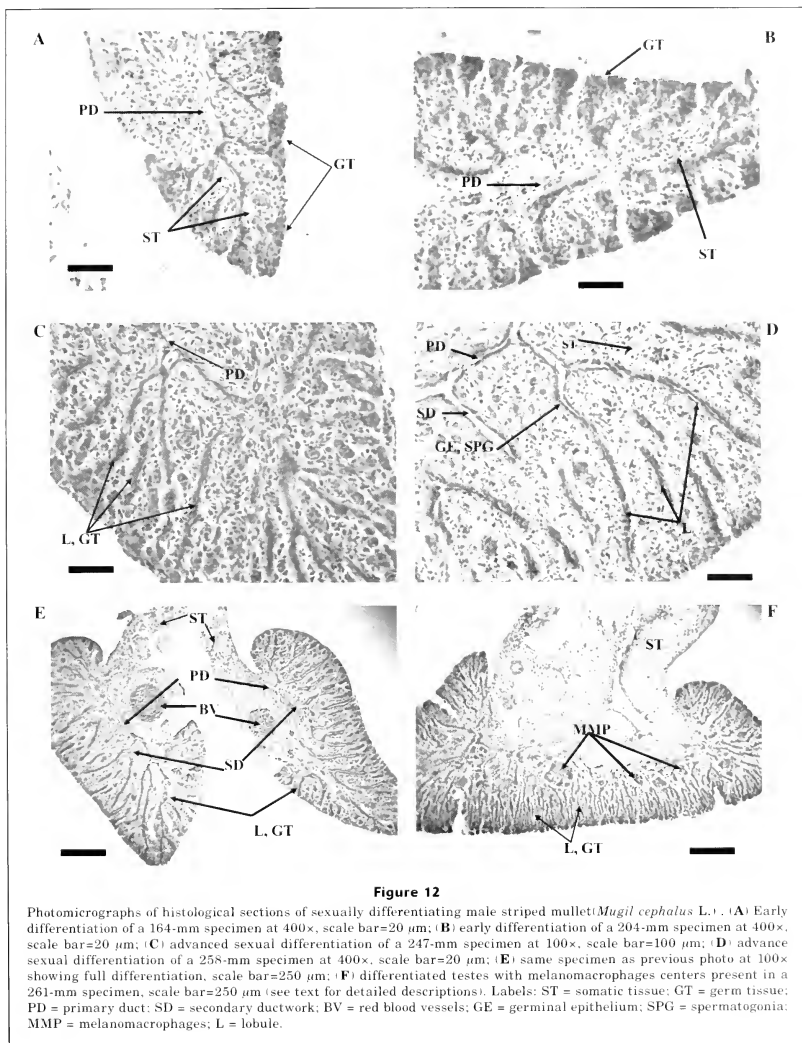 A
PD
GT
ST
GT
B
PD
ST
C
PD
L, GT
PD
ST
D
SD
GE, SPG
L
E
ST
PD
BV
SD
L, GT
F
ST
MMP
L, GT
Figure 12
Photomicrographs of histological sections of sexually differentiating male striped mullet(Mugil cephalus L.) . (A) Early
differentiation of a 164-mm specimen at 400×, scale bar=20 μm; (B) early differentiation of a 204-mm specimen at 400×,
scale bar=20 μm; (C) advanced sexual differentiation of a 247-mm specimen at 100×, scale bar=100 μm; (D) advance
sexual differentiation of a 258-mm specimen at 400×, scale bar=20 μm; (E) same specimen as previous photo at 100×
showing full differentiation, scale bar=250 μm; (F) differentiated testes with melanomacrophages centers present in a
261-mm specimen, scale bar=250 μm (see text for detailed descriptions). Labels: ST = somatic tissue; GT = germ tissue;
PD = primary duct; SD = secondary ductwork; BV = red blood vessels; GE = germinal epithelium; SPG = spermatogonia;
MMP = melanomacrophages; L = lobule.